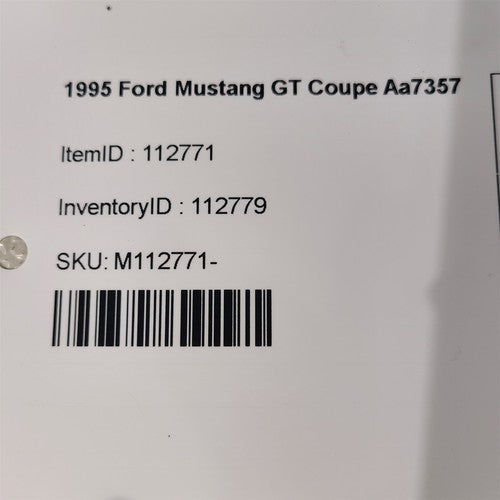 1995 Ford Mustang GT Coupe Aa7357
ItemID : 112771
InventoryID : 112779
SKU: M112771-